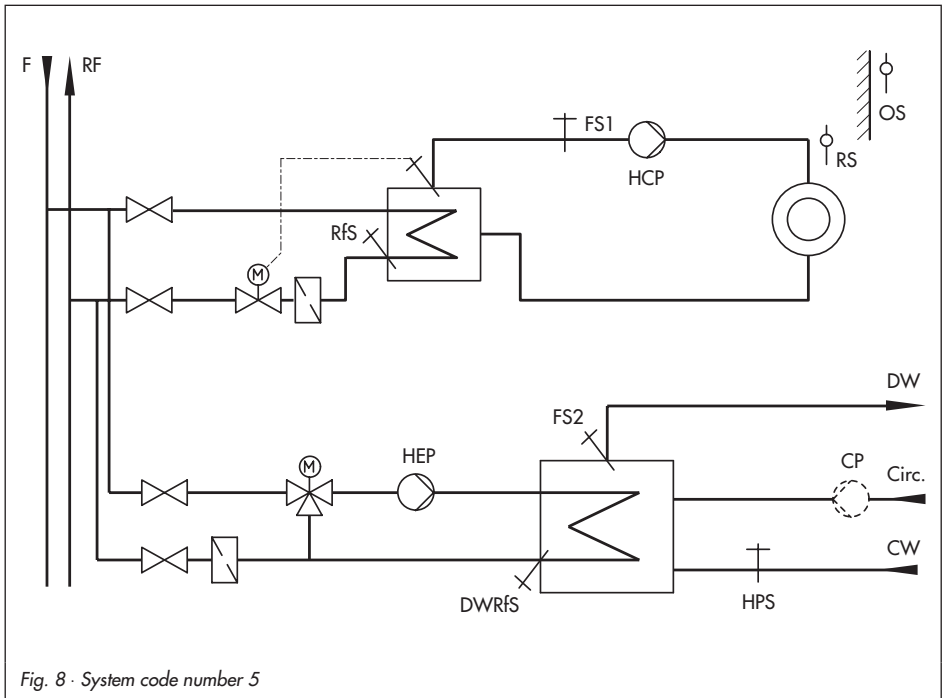 F
RF
OS
FS1
RS
HCP
RfS
M
DW
FS2
M
HEP
CP
Circ.
CW
DWRfS
HPS
Fig. 8 · System code number 5